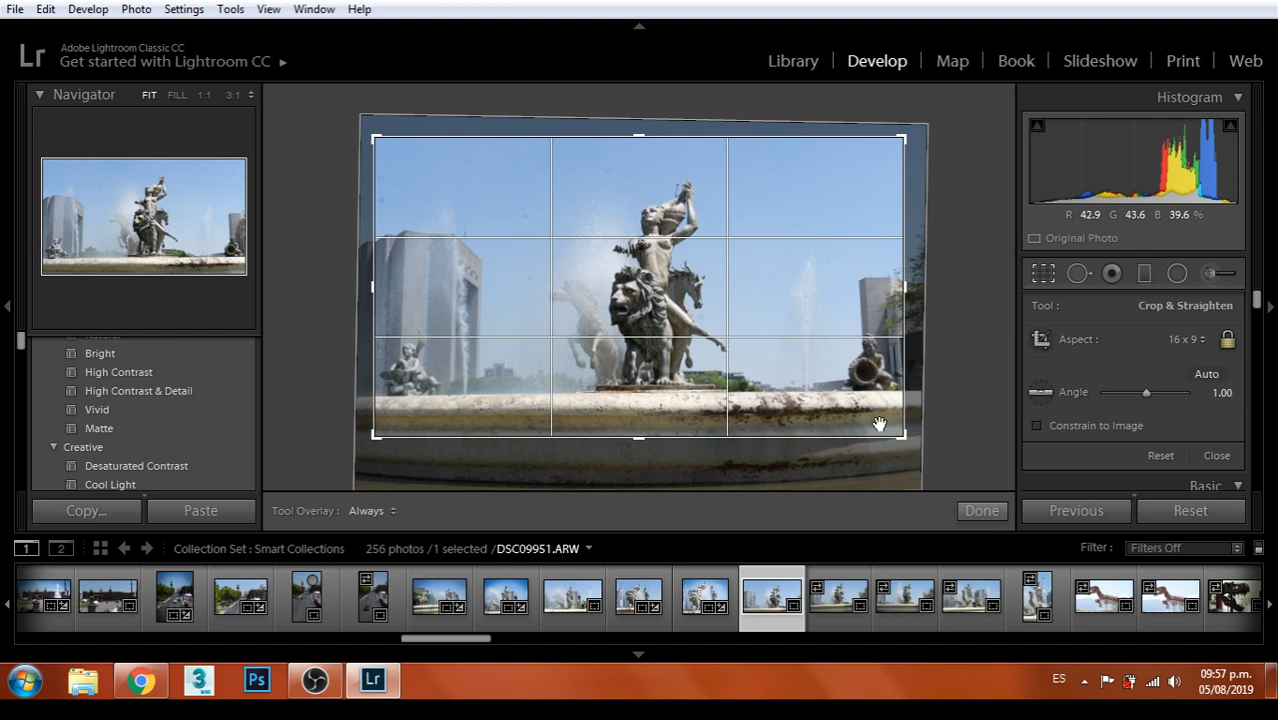 File Edit Develop Photo Settings Tools View Window Help
Lr Adobe Lightroom Classic CC
Get started with Lightroom CC
Library Develop Map Book Slideshow Print Web
Navigator FIT FILL 1:1 3:1
Histogram
R 42.9 G 43.6 B 39.6 %
Original Photo
Tool : Crop & Straighten
Aspect : 16 x 9
Auto
Angle 1.00
Constrain to Image
Reset Close
Basic
Bright
High Contrast
High Contrast & Detail
Vivid
Matte
Creative
Desaturated Contrast
Cool Light
Copy... Paste
Tool Overlay : Always Done
Previous Reset
1 2 Collection Set : Smart Collections 256 photos /1 selected /DSC09951.ARW Filter : Filters Off
3 Ps Lr ES 09:57 p.m.
05/08/2019